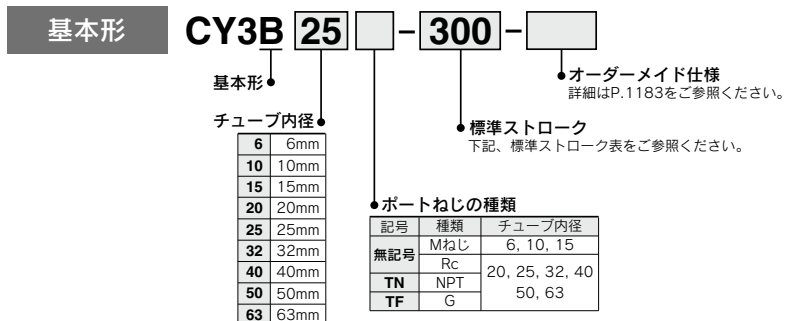 基本形
CY3B 25 － 300 －
基本形
オーダーメイド仕様
詳細はP.1183をご参照ください。
チューブ内径
標準ストローク
下記、標準ストローク表をご参照ください。
6 6mm
10 10mm
15 15mm
20 20mm
25 25mm
32 32mm
40 40mm
50 50mm
63 63mm
ポートねじの種類
記号 種類 チューブ内径
無記号 Mねじ 6, 10, 15
Rc 20, 25, 32, 40
TN NPT 50, 63
TF G